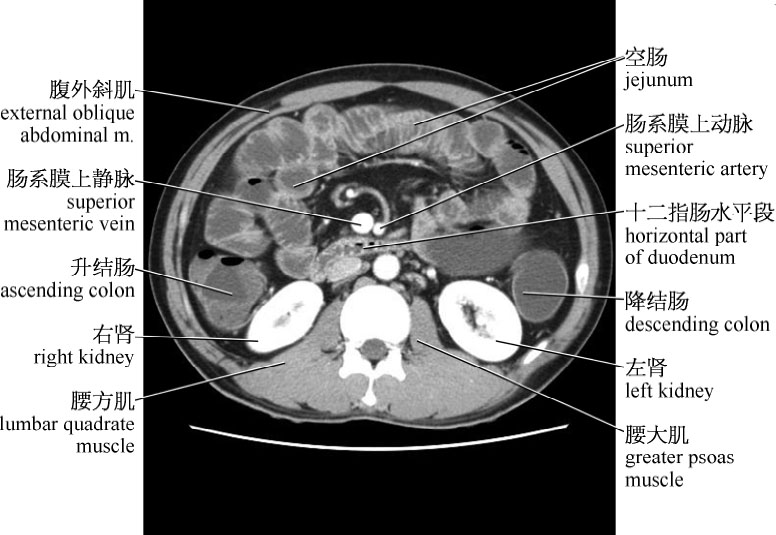 腹外斜肌
external oblique
abdominal m.
肠系膜上静脉
superior
mesenteric vein
升结肠
ascending colon
右肾
right kidney
腰方肌
lumbar quadrate
muscle
空肠
jejunum
肠系膜上动脉
superior
mesenteric artery
十二指肠水平段
horizontal part
of duodenum
降结肠
descending colon
左肾
left kidney
腰大肌
greater psoas
muscle